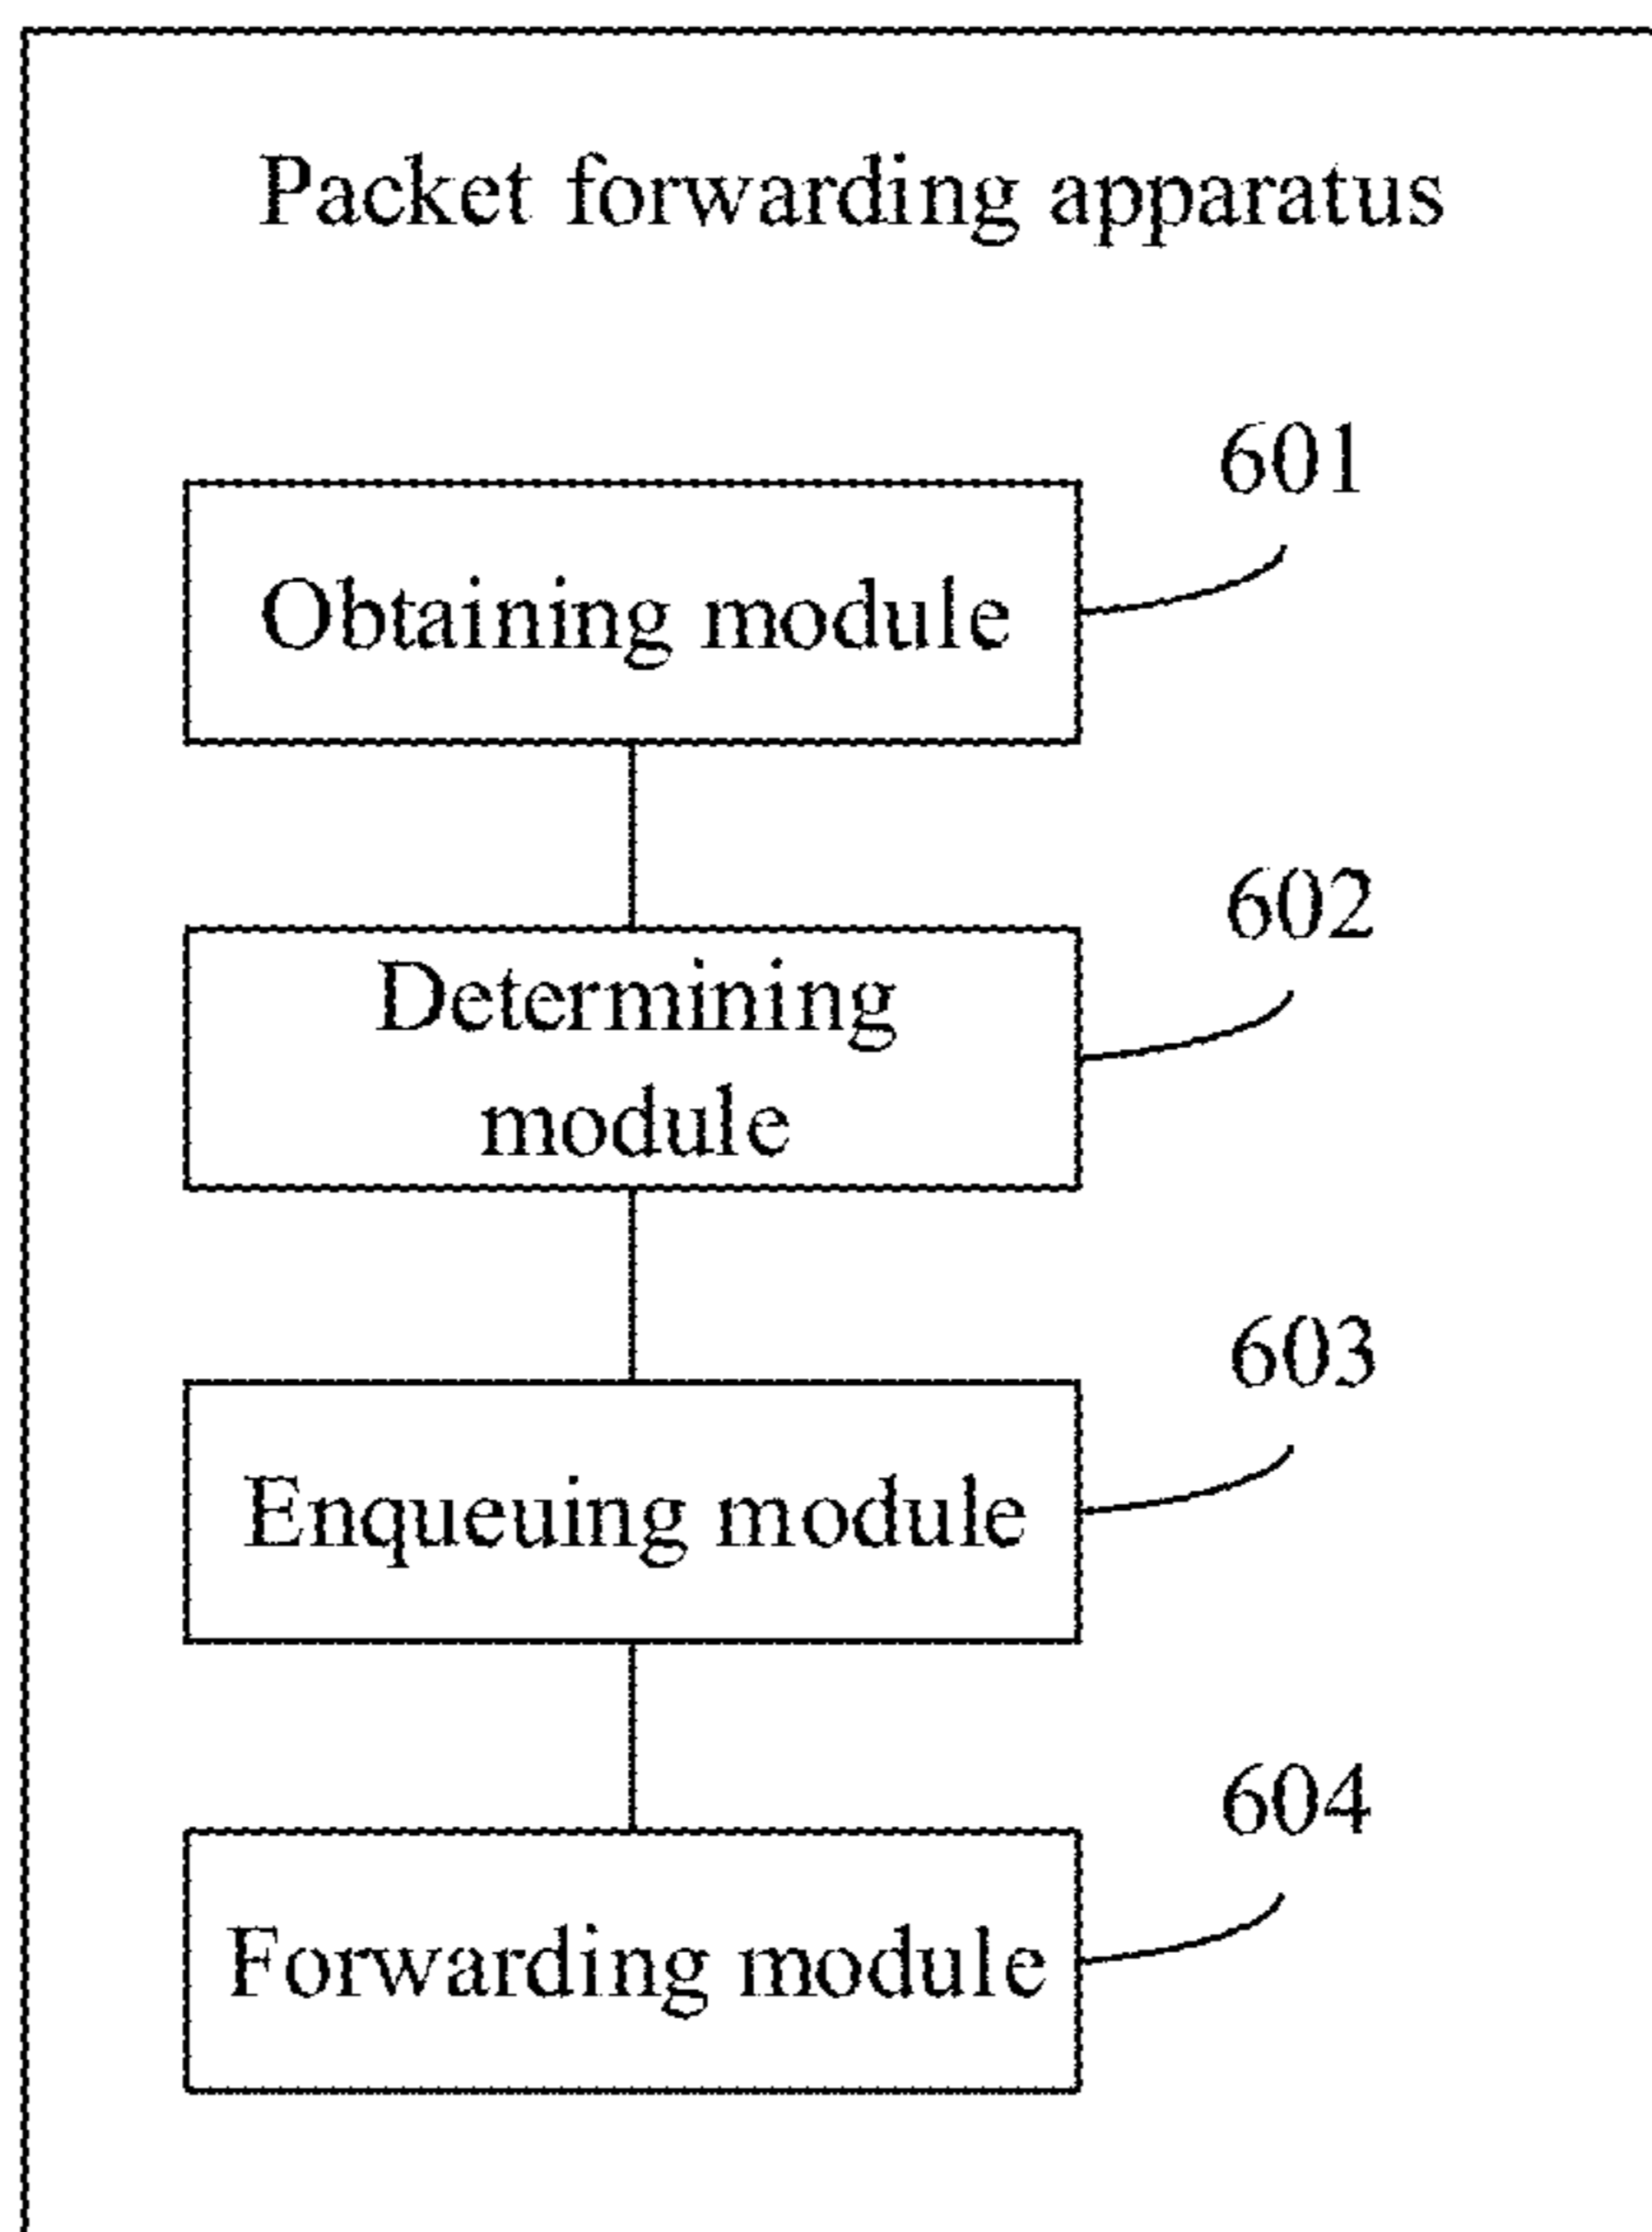 Packet forwarding apparatus
601
Obtaining module
602
Determining
module
603
Enqueuing module
604
Forwarding module